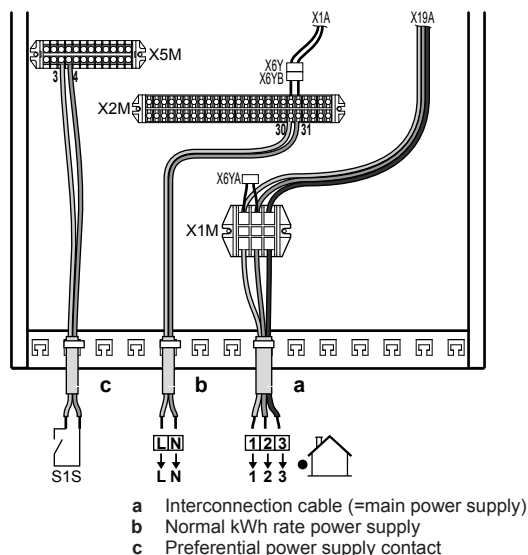 X1A
X19A
X5M
3 4
X6Y
X6YB
X2M
30 31
X6YA
X1M
c b a
L N 1 2 3
L N 1 2 3
S1S
a Interconnection cable (=main power supply)
b Normal kWh rate power supply
c Preferential power supply contact